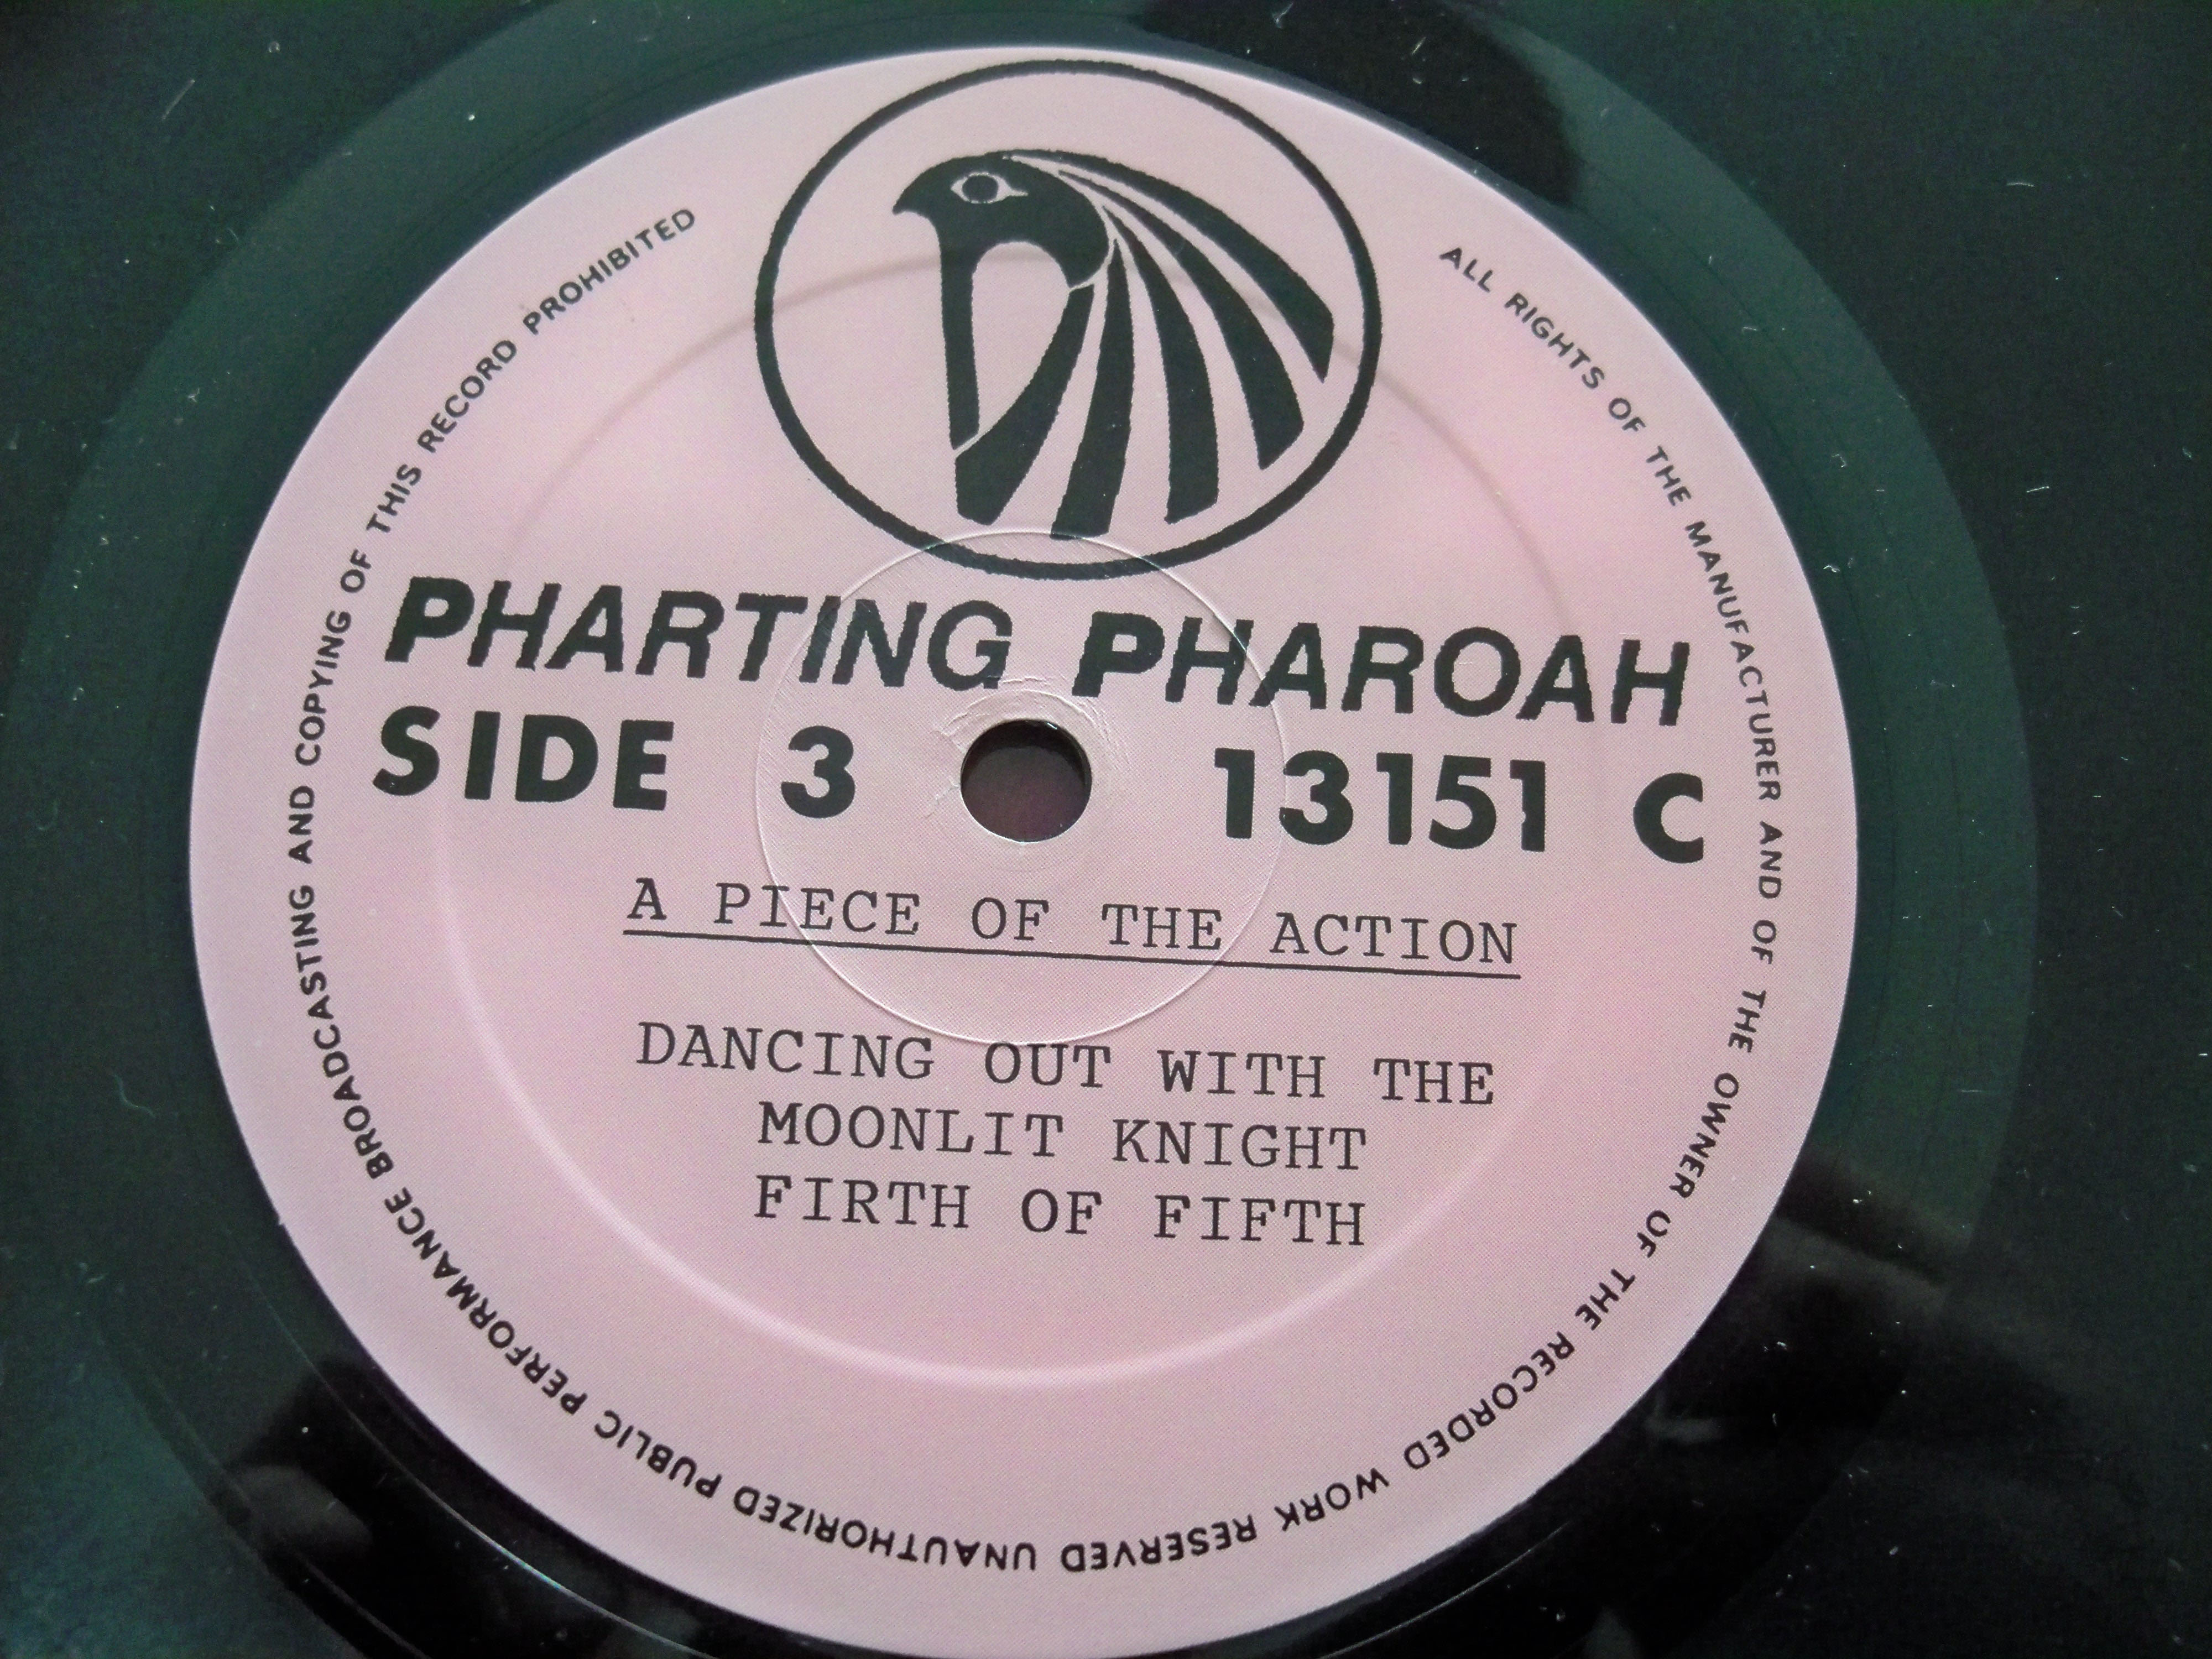 PHARTING PHAROAH
SIDE 3 13151 C
A PIECE OF THE ACTION
DANCING OUT WITH THE
MOONLIT KNIGHT
FIRTH OF FIFTH
ALL RIGHTS OF THE MANUFACTURER AND OF THE OWNER OF THE RECORDED WORK RESERVED UNAUTHORIZED PUBLIC PERFORMANCE BROADCASTING AND COPYING OF THIS RECORD PROHIBITED